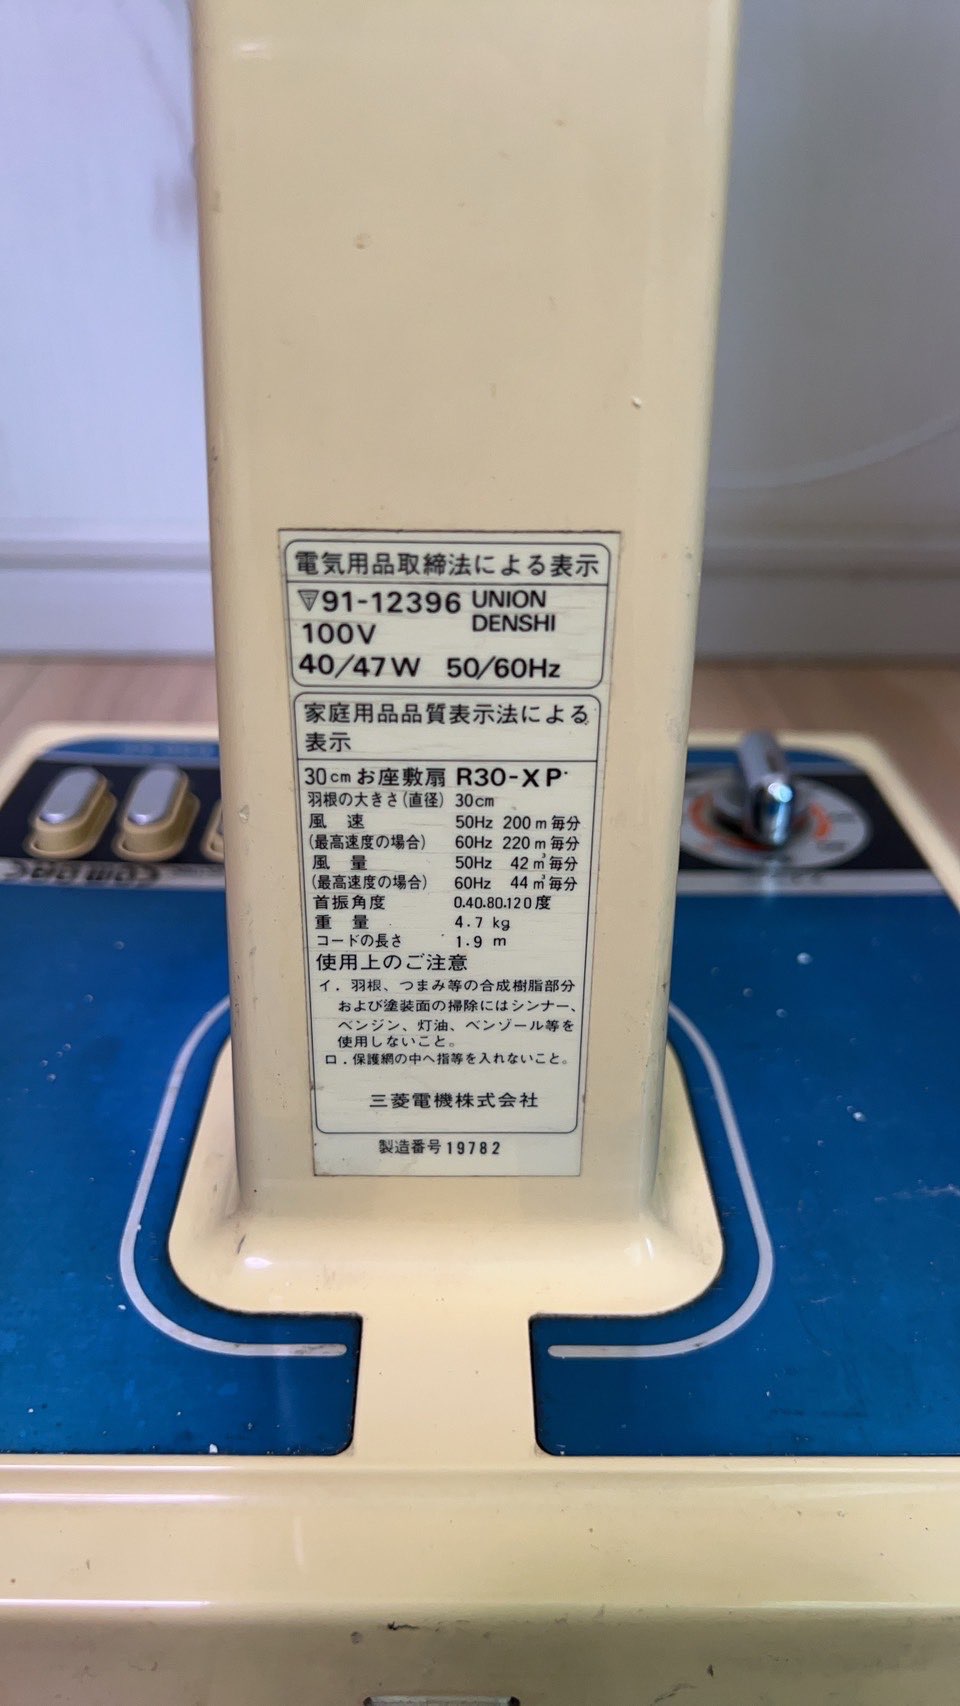 電気用品取締法による表示
91-12396 UNION DENSHI
100V
40/47W 50/60Hz
家庭用品品質表示法による
表示
30cmお座敷扇 R30-XP
羽根の大きさ(直径) 30cm
風 速 50Hz 200m毎分
(最高速度の場合) 60Hz 220m毎分
風 量 50Hz 42㎥毎分
(最高速度の場合) 60Hz 44㎥毎分
首振角度 0.40.80.120度
重 量 4.7kg
コードの長さ 1.9m
使用上のご注意
イ．羽根、つまみ等の合成樹脂部分
および塗装面の掃除にはシンナー、
ベンジン、灯油、ベンゾール等を
使用しないこと。
ロ．保護網の中へ指等を入れないこと。
三菱電機株式会社
製造番号19782
compac